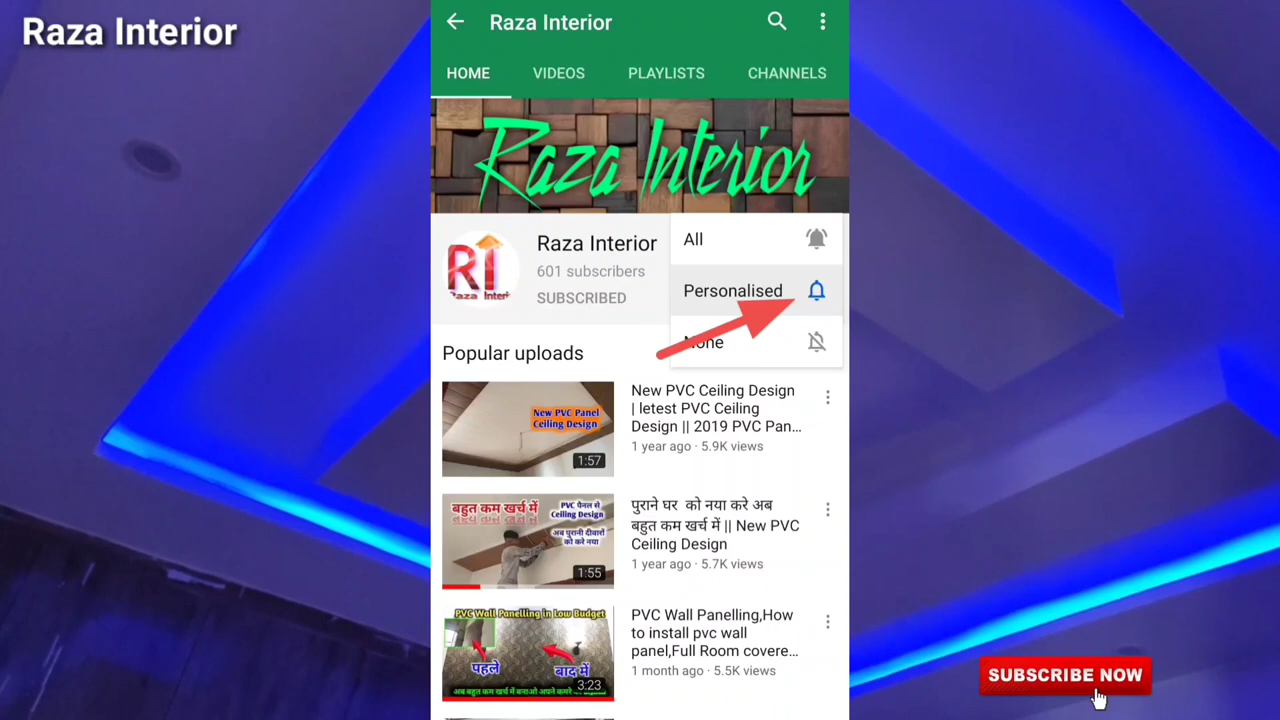 Raza Interior
Raza Interior
HOME VIDEOS PLAYLISTS CHANNELS
Raza Interior
RI
Raza Interi
Raza Interior
601 subscribers
SUBSCRIBED
All
Personalised
None
Popular uploads
New PVC Panel
Ceiling Design
1:57
New PVC Ceiling Design
| letest PVC Ceiling
Design || 2019 PVC Pan...
1 year ago · 5.9K views
बहुत कम खर्च में
PVC पैनल से
Ceiling Design
अब पुरानी दीवारों
को करे नया
1:55
पुराने घर को नया करे अब
बहुत कम खर्च में || New PVC
Ceiling Design
1 year ago · 5.7K views
PVC Wall Panelling in Low Budget
पहले
बाद में
3:23
PVC Wall Panelling,How
to install pvc wall
panel,Full Room covere...
1 month ago · 5.5K views
SUBSCRIBE NOW